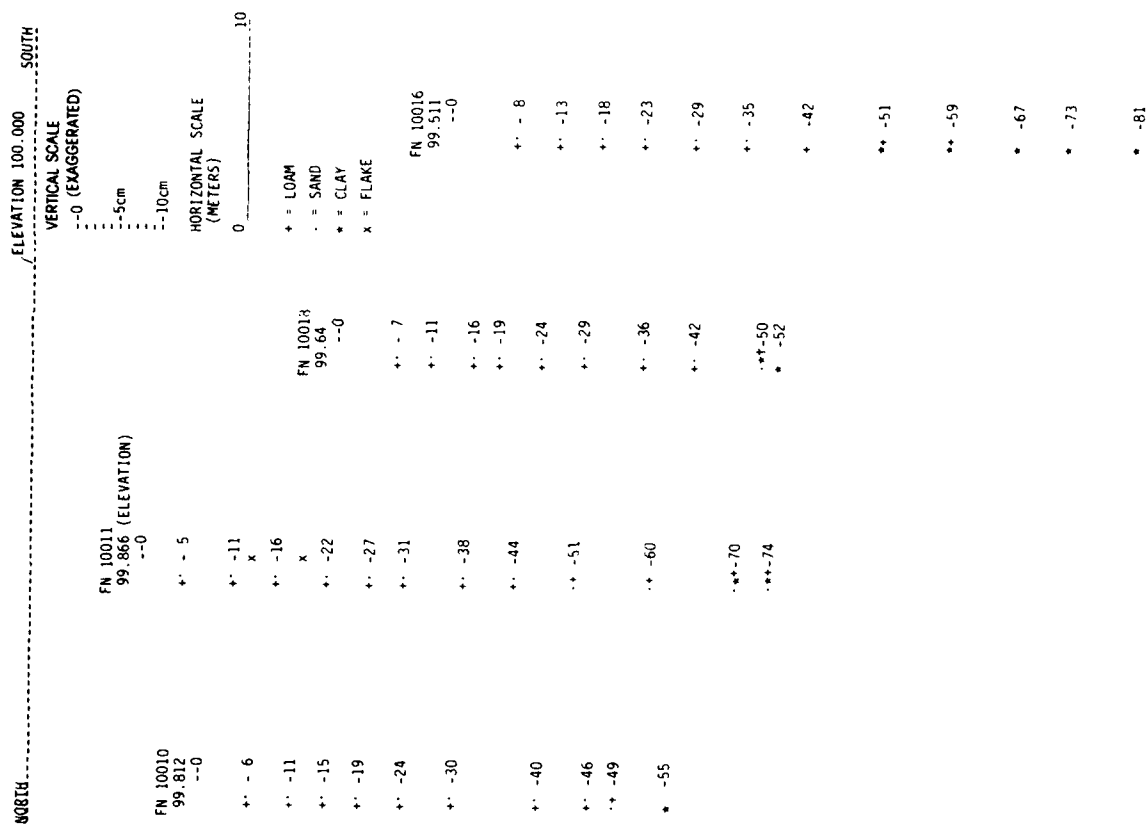 NORTH ELEVATION 100.000 SOUTH
VERTICAL SCALE
--0 (EXAGGERATED)
--5cm
--10cm
HORIZONTAL SCALE
(METERS)
0 10
+ = LOAM
· = SAND
* = CLAY
x = FLAKE
FN 10010
99.812
--0
+· - 6
+· -11
+· -15
+· -19
+· -24
+· -30
+· -40
+· -46
·+ -49
* -55
FN 10011
99.866 (ELEVATION)
--0
+· - 5
+· -11
x
+· -16
x
+· -22
+· -27
+· -31
+· -38
+· -44
·+ -51
·+ -60
·*+-70
·*+-74
FN 10018
99.64
--0
+· - 7
+· -11
+· -16
+· -19
+· -24
+· -29
+· -36
+· -42
·*+-50
* -52
FN 10016
99.511
--0
+· - 8
+· -13
+· -18
+· -23
+· -29
+· -35
+ -42
*+ -51
*+ -59
* -67
* -73
* -81